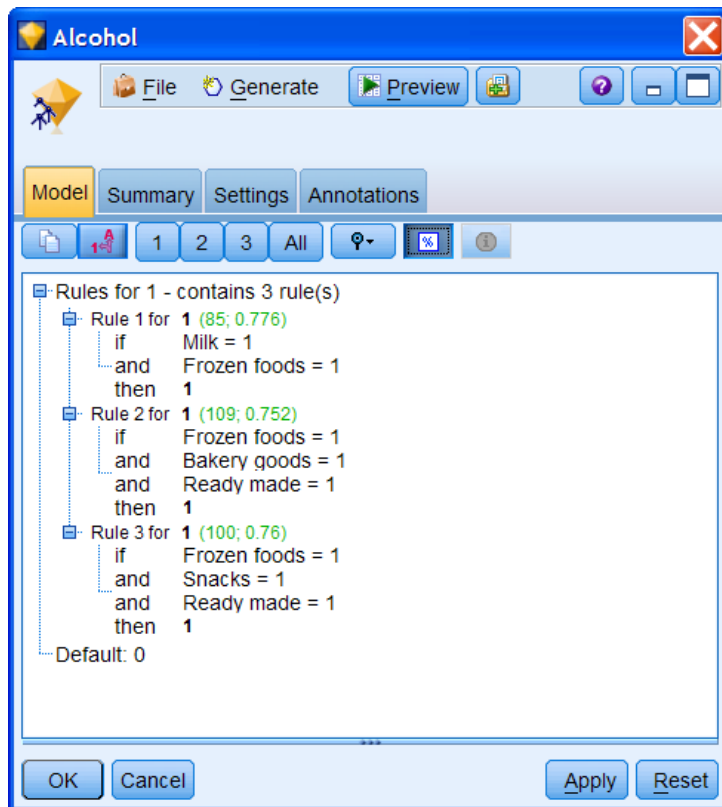 Alcohol
File Generate Preview
Model Summary Settings Annotations
1 A 1 2 3 All %
Rules for 1 - contains 3 rule(s)
Rule 1 for 1 (85; 0.776)
if Milk = 1
and Frozen foods = 1
then 1
Rule 2 for 1 (109; 0.752)
if Frozen foods = 1
and Bakery goods = 1
and Ready made = 1
then 1
Rule 3 for 1 (100; 0.76)
if Frozen foods = 1
and Snacks = 1
and Ready made = 1
then 1
Default: 0
OK Cancel Apply Reset